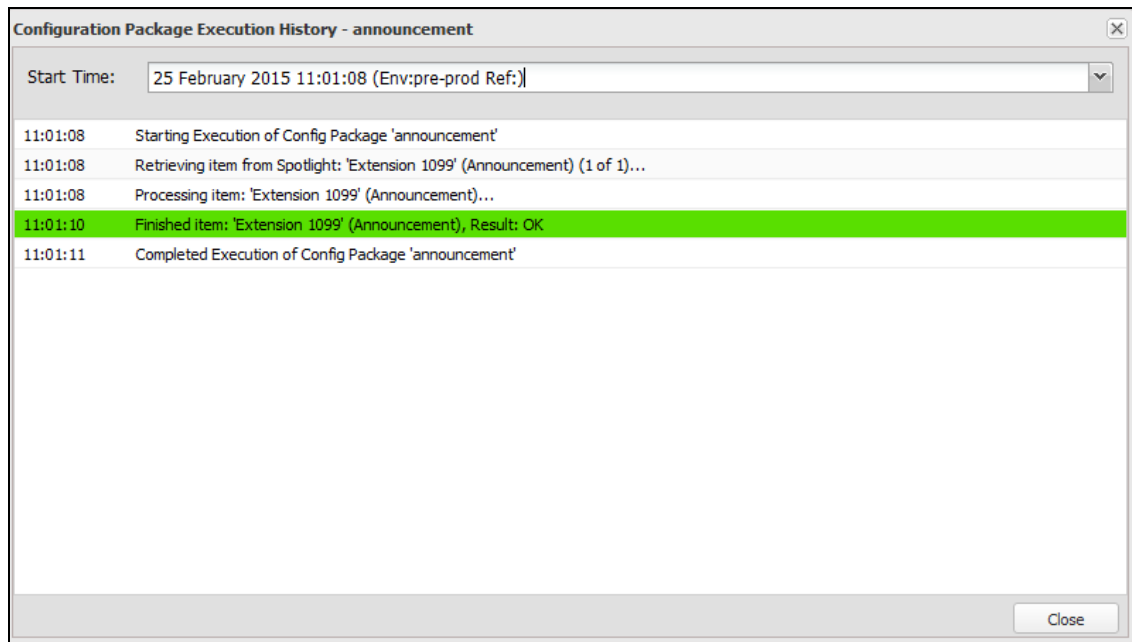 Configuration Package Execution History - announcement
Start Time: 25 February 2015 11:01:08 (Env:pre-prod Ref:)
11:01:08 Starting Execution of Config Package 'announcement'
11:01:08 Retrieving item from Spotlight: 'Extension 1099' (Announcement) (1 of 1)...
11:01:08 Processing item: 'Extension 1099' (Announcement)...
11:01:10 Finished item: 'Extension 1099' (Announcement), Result: OK
11:01:11 Completed Execution of Config Package 'announcement'
Close